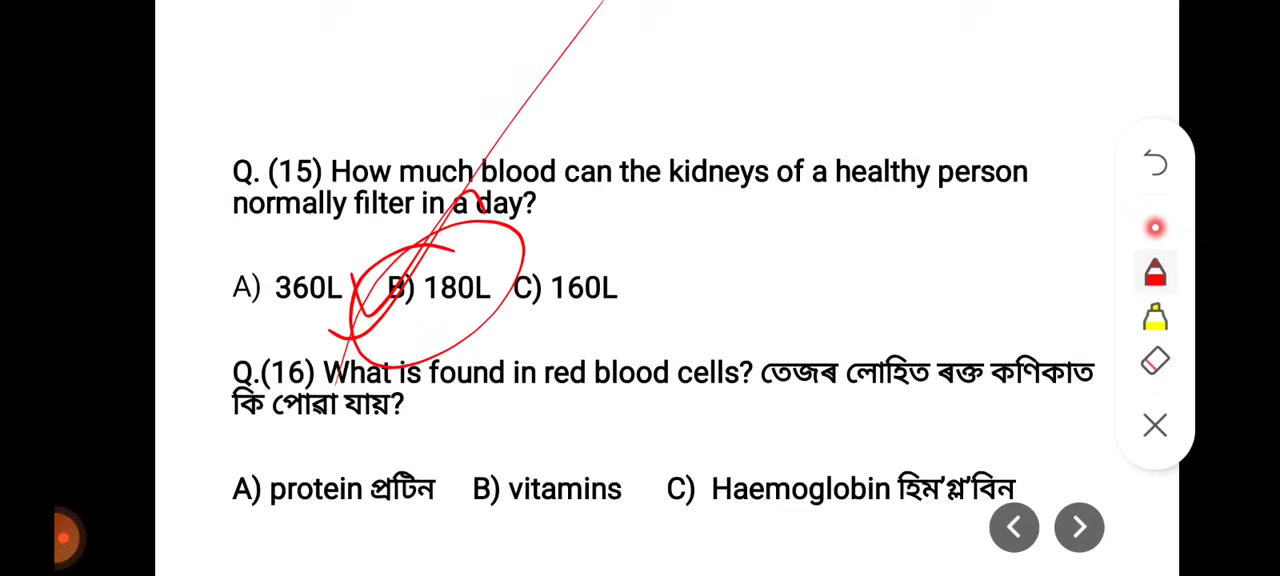 Q. (15) How much blood can the kidneys of a healthy person
normally filter in a day?
A) 360L B) 180L C) 160L
Q.(16) What is found in red blood cells? তেজৰ লোহিত ৰক্ত কণিকাত
কি পোৱা যায়?
A) protein প্ৰটিন B) vitamins C) Haemoglobin হিম'গ্ল'বিন